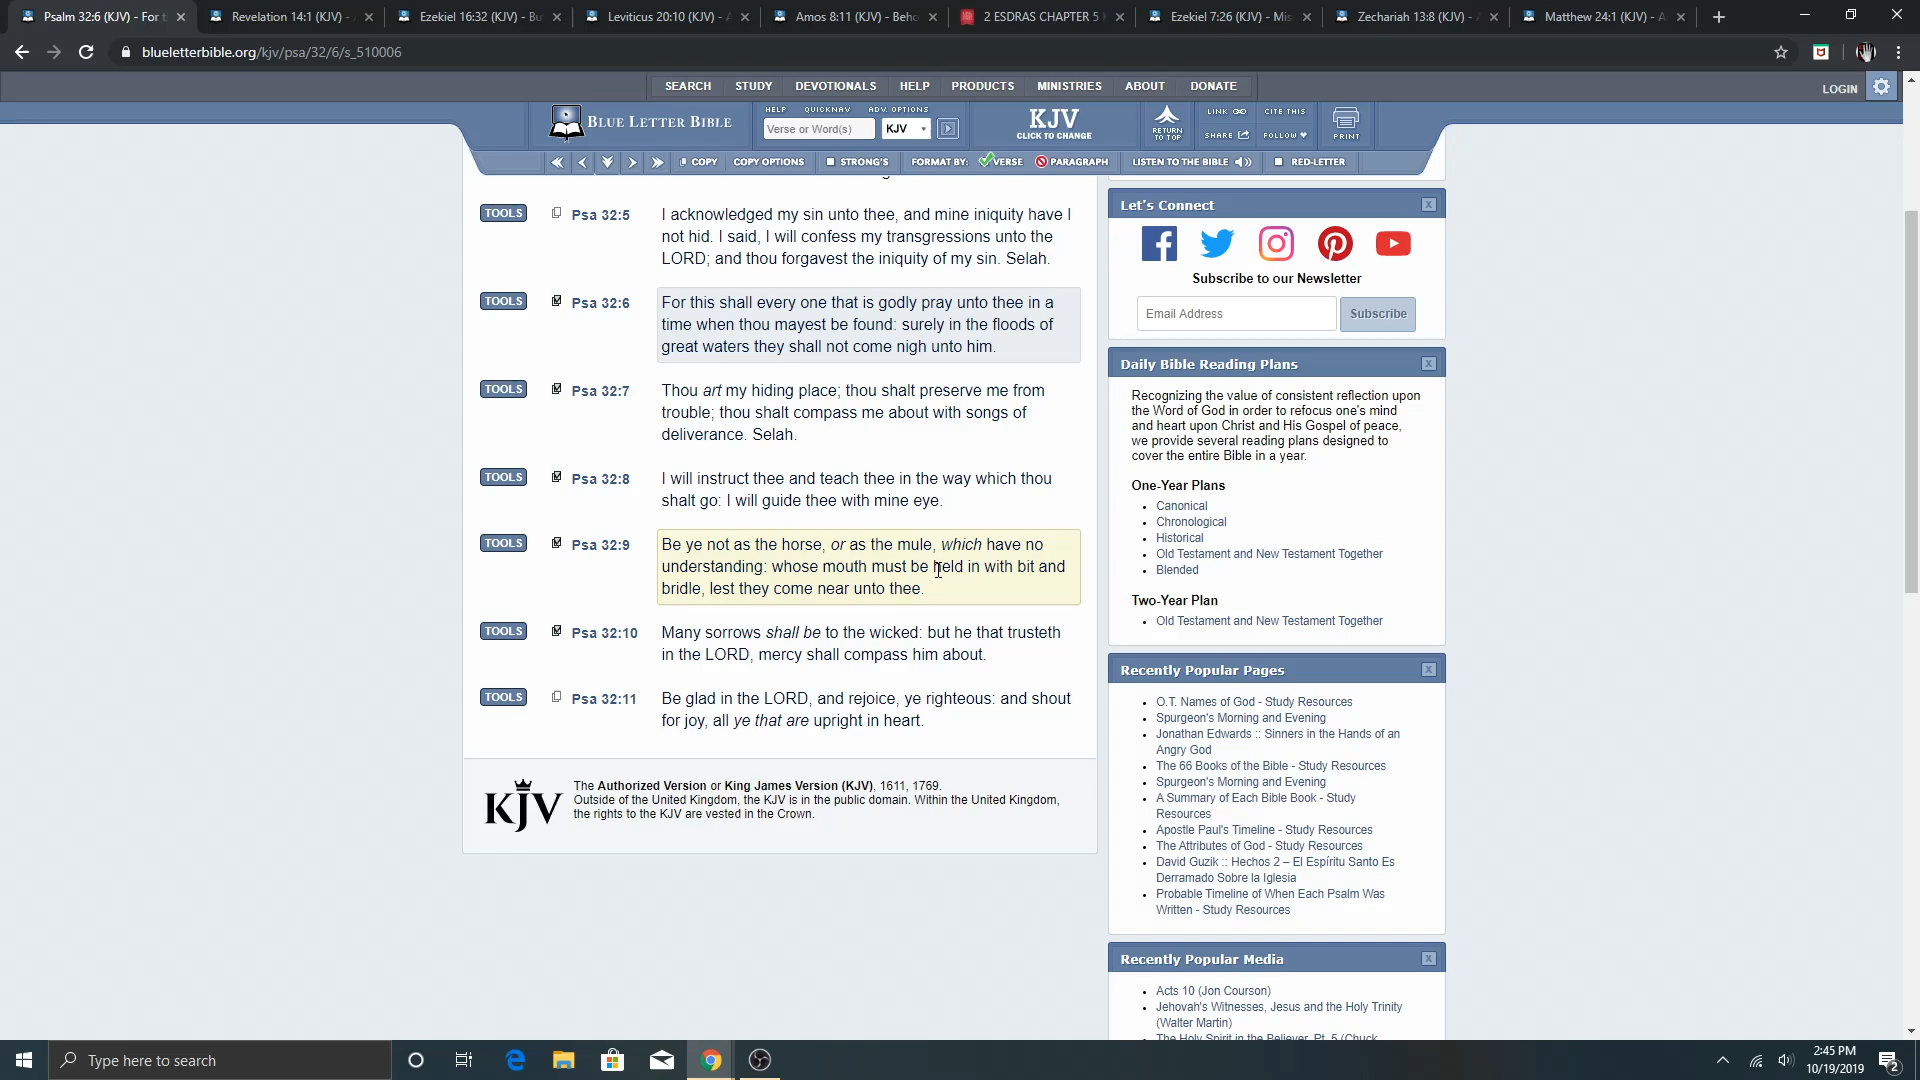 Psalm 32:6 (KJV) - For t
Revelation 14:1 (KJV) -
Ezekiel 16:32 (KJV) - Bu
Leviticus 20:10 (KJV) -
Amos 8:11 (KJV) - Beho
2 ESDRAS CHAPTER 5
Ezekiel 7:26 (KJV) - Mis
Zechariah 13:8 (KJV) -
Matthew 24:1 (KJV) -
blueletterbible.org/kjv/psa/32/6/s_510006
SEARCH STUDY DEVOTIONALS HELP PRODUCTS MINISTRIES ABOUT DONATE
LOGIN
BLUE LETTER BIBLE
HELP QUICKNAV ADV. OPTIONS
Verse or Word(s) KJV
KJV
CLICK TO CHANGE
RETURN
TO TOP
LINK CITE THIS
SHARE FOLLOW
PRINT
COPY COPY OPTIONS STRONG'S FORMAT BY: VERSE PARAGRAPH LISTEN TO THE BIBLE RED-LETTER
TOOLS Psa 32:5 I acknowledged my sin unto thee, and mine iniquity have I
not hid. I said, I will confess my transgressions unto the
LORD; and thou forgavest the iniquity of my sin. Selah.
TOOLS Psa 32:6 For this shall every one that is godly pray unto thee in a
time when thou mayest be found: surely in the floods of
great waters they shall not come nigh unto him.
TOOLS Psa 32:7 Thou art my hiding place; thou shalt preserve me from
trouble; thou shalt compass me about with songs of
deliverance. Selah.
TOOLS Psa 32:8 I will instruct thee and teach thee in the way which thou
shalt go: I will guide thee with mine eye.
TOOLS Psa 32:9 Be ye not as the horse, or as the mule, which have no
understanding: whose mouth must be held in with bit and
bridle, lest they come near unto thee.
TOOLS Psa 32:10 Many sorrows shall be to the wicked: but he that trusteth
in the LORD, mercy shall compass him about.
TOOLS Psa 32:11 Be glad in the LORD, and rejoice, ye righteous: and shout
for joy, all ye that are upright in heart.
KJV
The Authorized Version or King James Version (KJV), 1611, 1769.
Outside of the United Kingdom, the KJV is in the public domain. Within the United Kingdom,
the rights to the KJV are vested in the Crown.
Let's Connect
Subscribe to our Newsletter
Email Address Subscribe
Daily Bible Reading Plans
Recognizing the value of consistent reflection upon
the Word of God in order to refocus one's mind
and heart upon Christ and His Gospel of peace,
we provide several reading plans designed to
cover the entire Bible in a year.
One-Year Plans
Canonical
Chronological
Historical
Old Testament and New Testament Together
Blended
Two-Year Plan
Old Testament and New Testament Together
Recently Popular Pages
O.T. Names of God - Study Resources
Spurgeon's Morning and Evening
Jonathan Edwards :: Sinners in the Hands of an
Angry God
The 66 Books of the Bible - Study Resources
Spurgeon's Morning and Evening
A Summary of Each Bible Book - Study
Resources
Apostle Paul's Timeline - Study Resources
The Attributes of God - Study Resources
David Guzik :: Hechos 2 – El Espíritu Santo Es
Derramado Sobre la Iglesia
Probable Timeline of When Each Psalm Was
Written - Study Resources
Recently Popular Media
Acts 10 (Jon Courson)
Jehovah's Witnesses, Jesus and the Holy Trinity
(Walter Martin)
The Holy Spirit in the Believer, Pt. 5 (Chuck
Type here to search
2:45 PM
10/19/2019
2